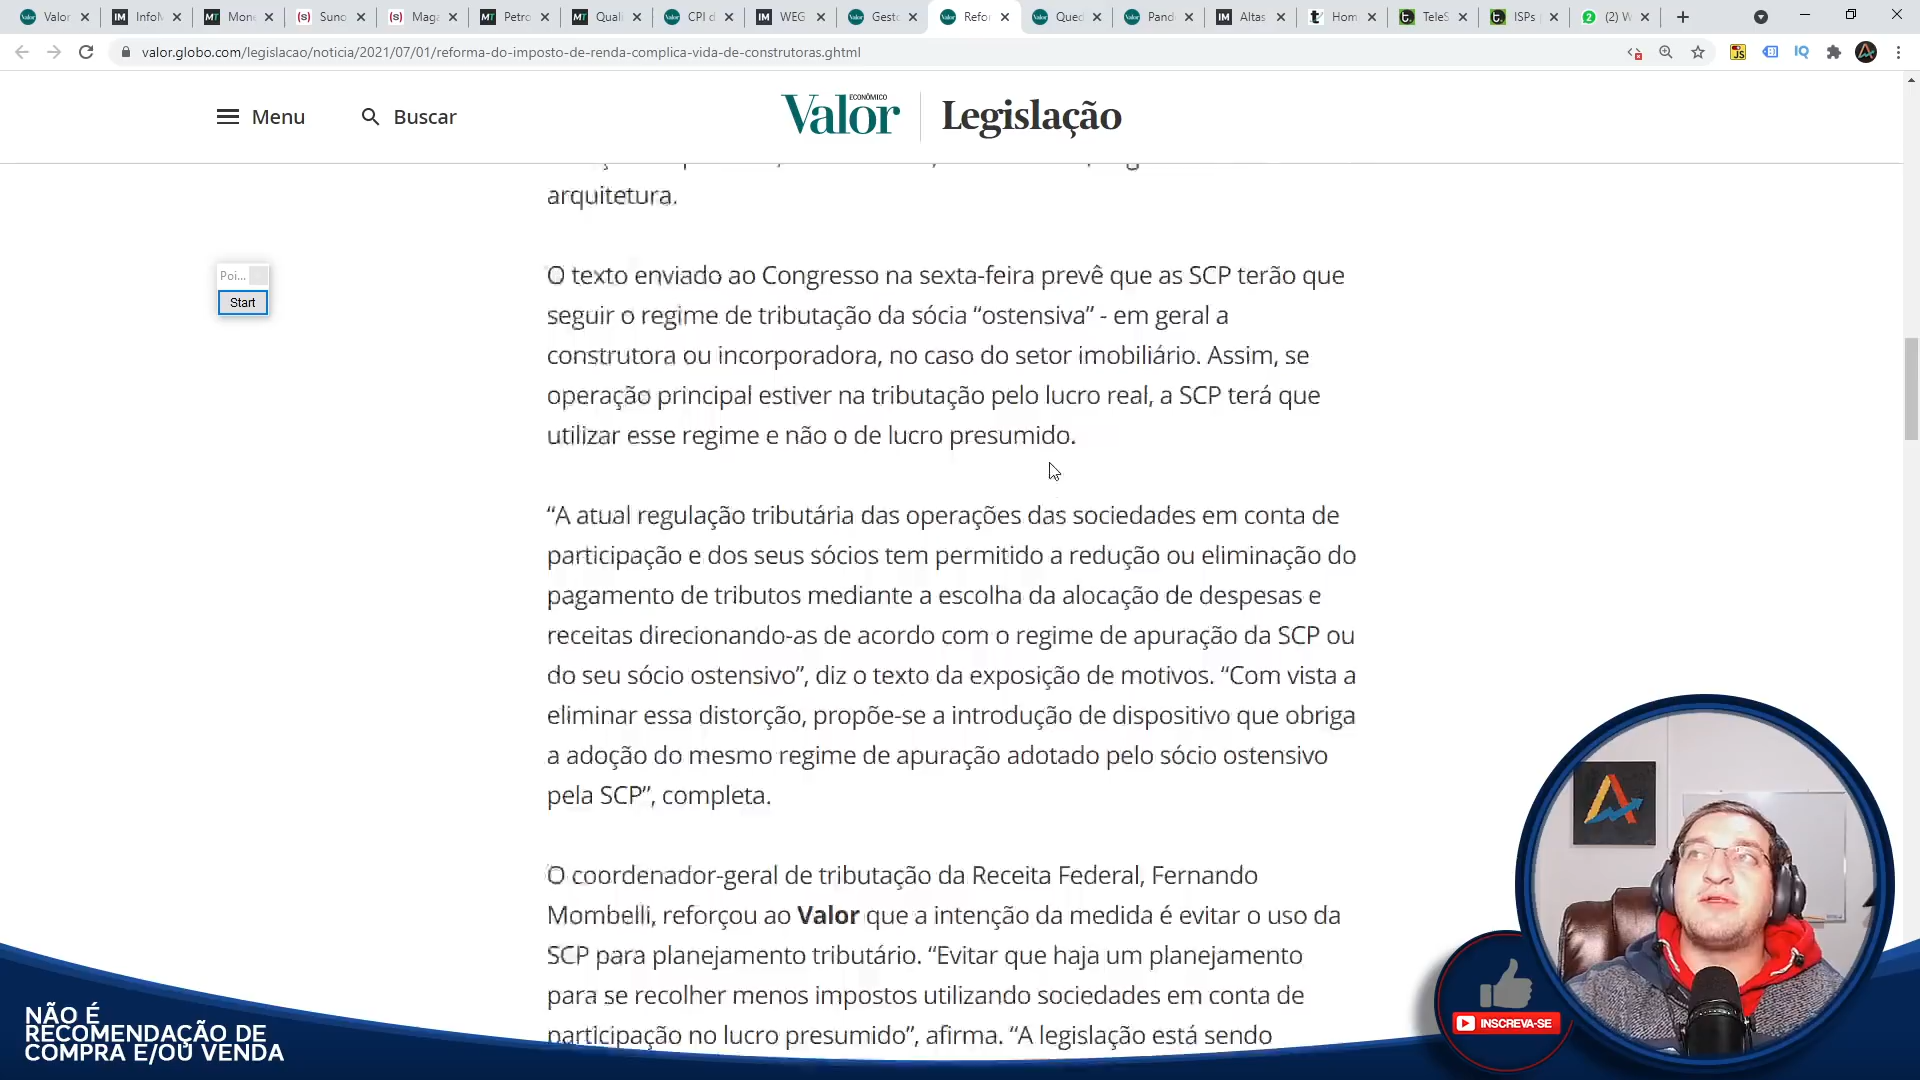 Valor
InfoM
Mon
Suno
Maga
Petro
Quali
CPI d
WEG
Gesto
Refor
Qued
Pand
Altas
Hom
TeleS
ISPs
(2) W
valor.globo.com/legislacao/noticia/2021/07/01/reforma-do-imposto-de-renda-complica-vida-de-construtoras.ghtml
JS
IQ
Menu
Buscar
Valor ECONÔMICO
Legislação
arquitetura.
Poi...
Start
O texto enviado ao Congresso na sexta-feira prevê que as SCP terão que
seguir o regime de tributação da sócia “ostensiva” - em geral a
construtora ou incorporadora, no caso do setor imobiliário. Assim, se
operação principal estiver na tributação pelo lucro real, a SCP terá que
utilizar esse regime e não o de lucro presumido.
“A atual regulação tributária das operações das sociedades em conta de
participação e dos seus sócios tem permitido a redução ou eliminação do
pagamento de tributos mediante a escolha da alocação de despesas e
receitas direcionando-as de acordo com o regime de apuração da SCP ou
do seu sócio ostensivo”, diz o texto da exposição de motivos. “Com vista a
eliminar essa distorção, propõe-se a introdução de dispositivo que obriga
a adoção do mesmo regime de apuração adotado pelo sócio ostensivo
pela SCP”, completa.
O coordenador-geral de tributação da Receita Federal, Fernando
Mombelli, reforçou ao Valor que a intenção da medida é evitar o uso da
SCP para planejamento tributário. “Evitar que haja um planejamento
para se recolher menos impostos utilizando sociedades em conta de
participação no lucro presumido”, afirma. “A legislação está sendo
NÃO É
RECOMENDAÇÃO DE
COMPRA E/OU VENDA
INSCREVA-SE